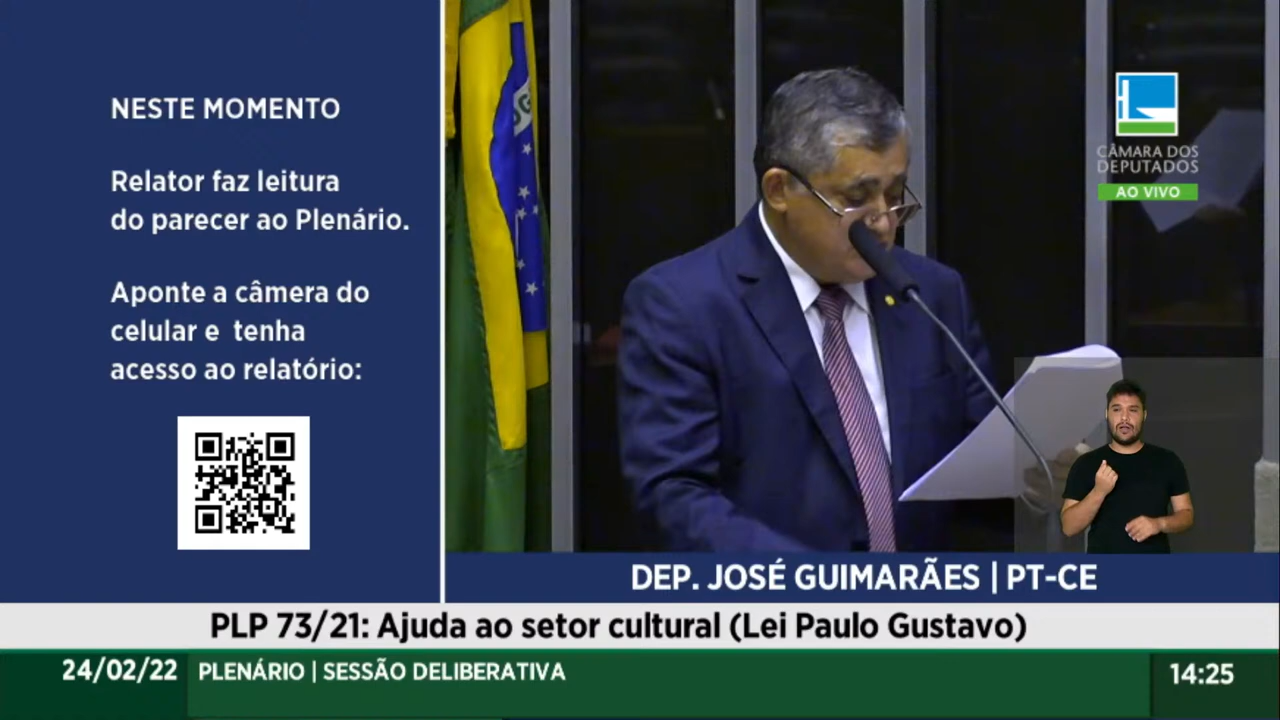 NESTE MOMENTO
Relator faz leitura
do parecer ao Plenário.
Aponte a câmera do
celular e tenha
acesso ao relatório:
CÂMARA DOS
DEPUTADOS
AO VIVO
DEP. JOSÉ GUIMARÃES | PT-CE
PLP 73/21: Ajuda ao setor cultural (Lei Paulo Gustavo)
24/02/22 PLENÁRIO | SESSÃO DELIBERATIVA 14:25